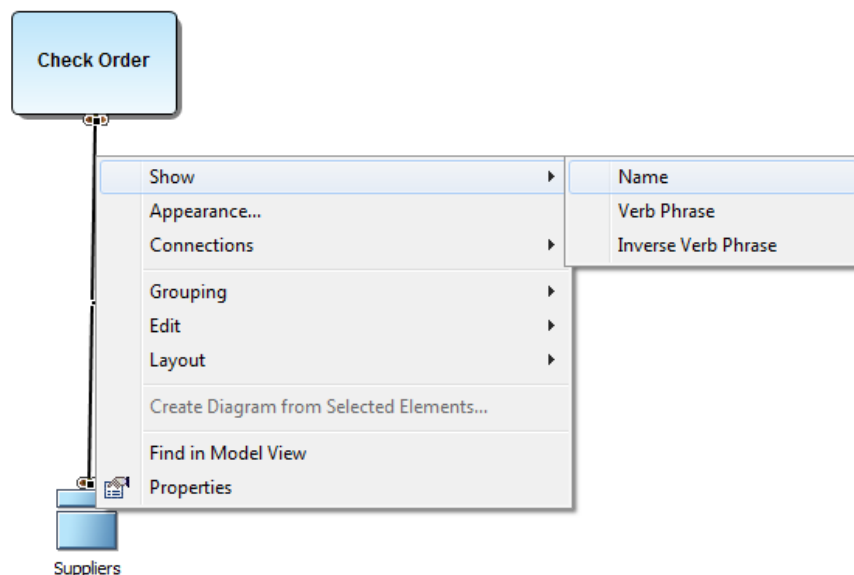 Check Order
Show
Name
Appearance...
Verb Phrase
Connections
Inverse Verb Phrase
Grouping
Edit
Layout
Create Diagram from Selected Elements...
Find in Model View
Properties
Suppliers